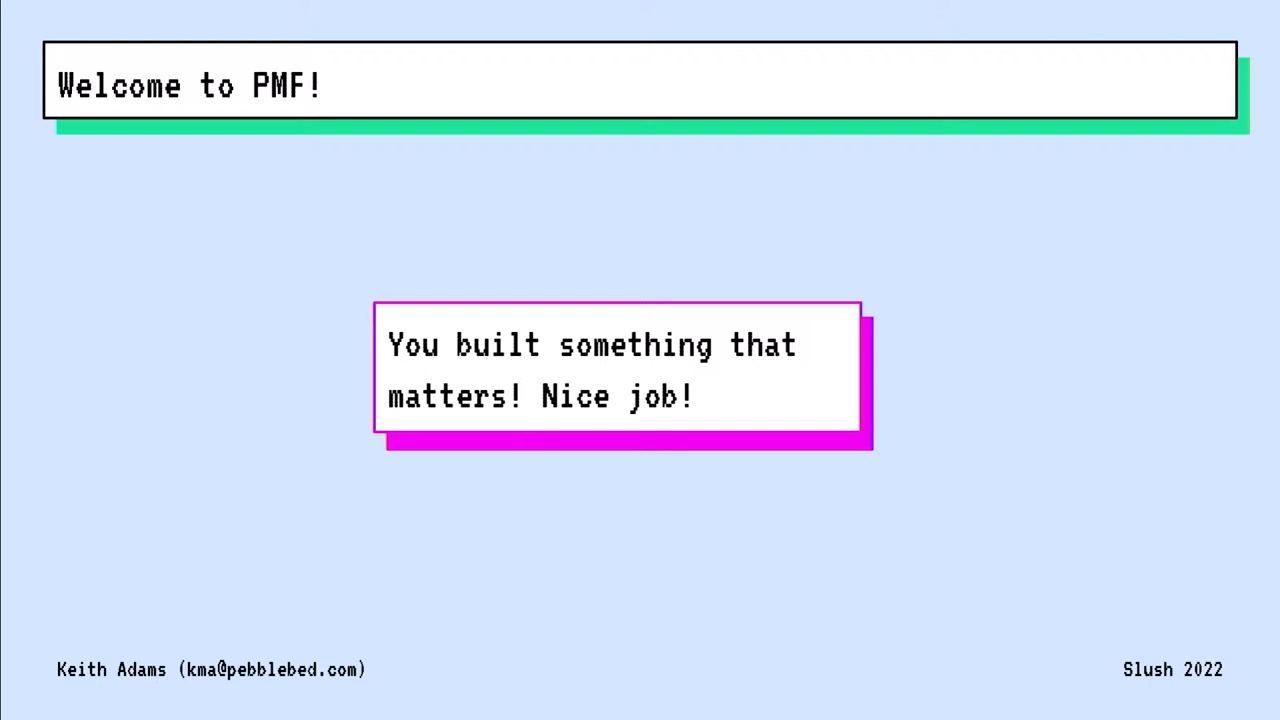 Welcome to PMF!
You built something that
matters! Nice job!
Keith Adams (kma@pebblebed.com)
Slush 2022